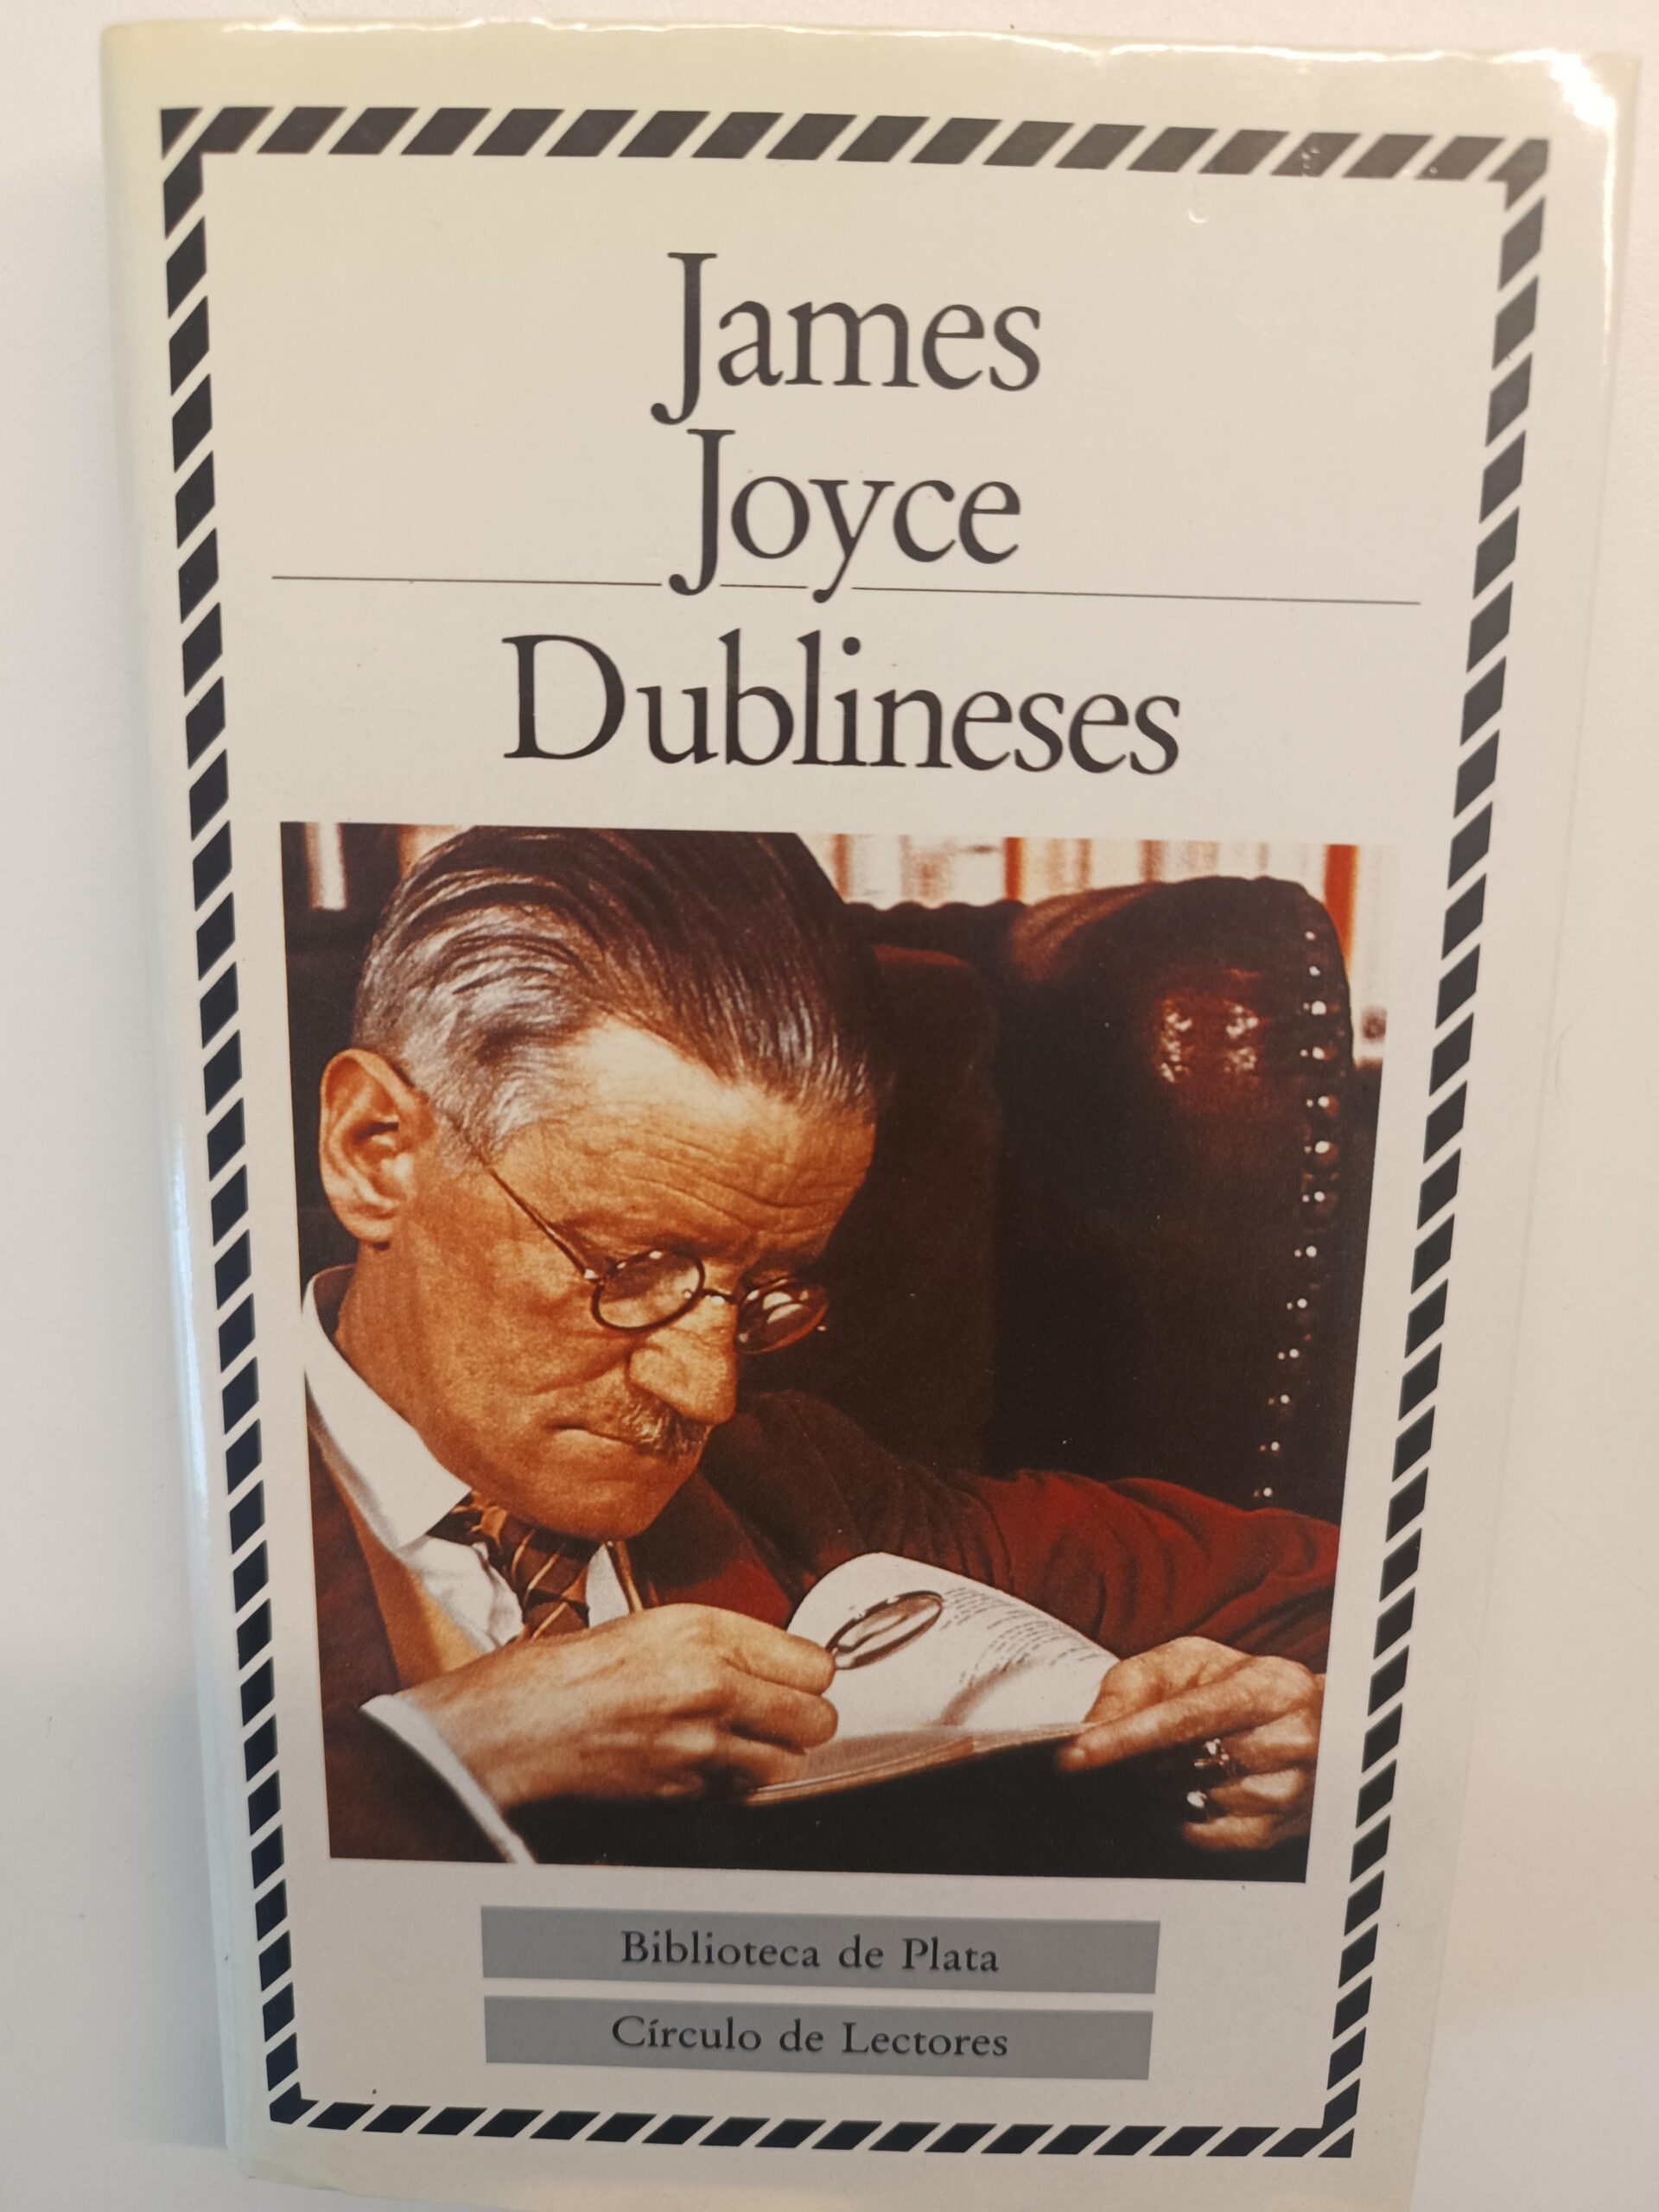 James
Joyce
Dublineses
Biblioteca de Plata
Círculo de Lectores